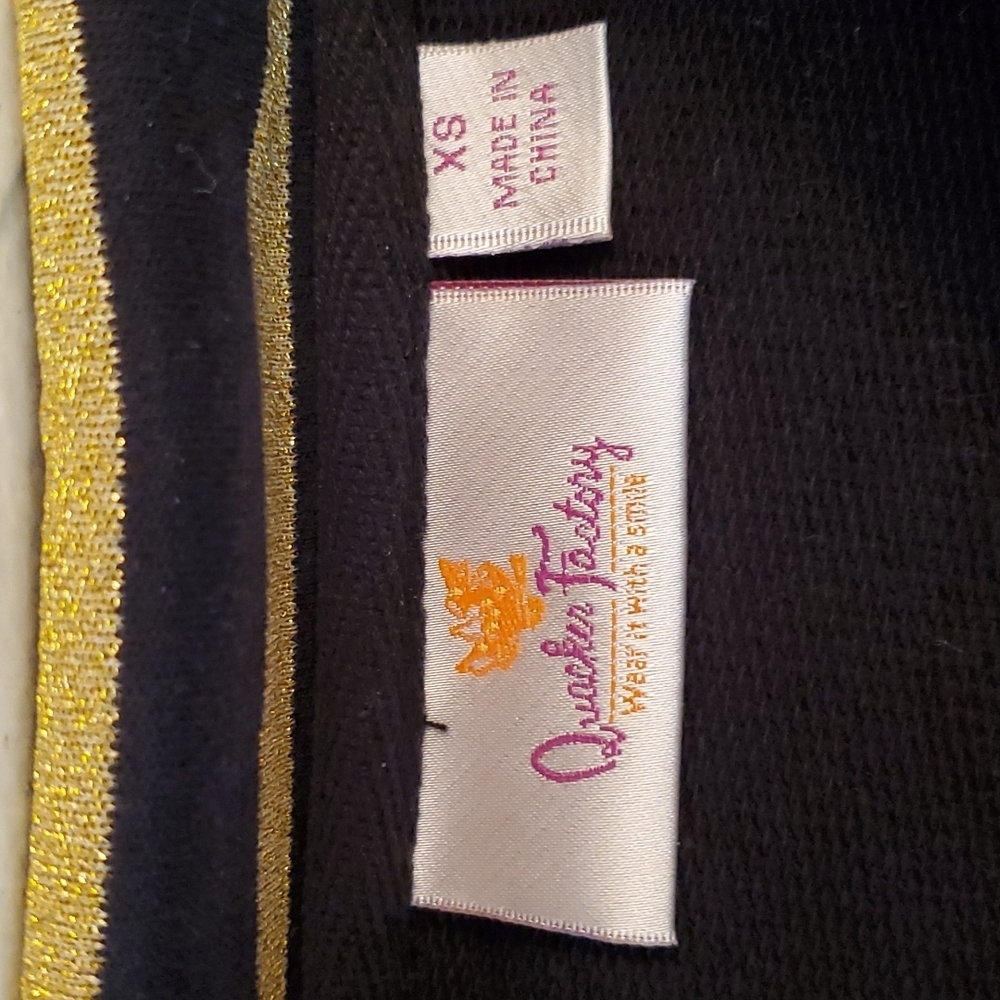 XS
MADE IN
CHINA
Quacker Factory
Wear it with a smile